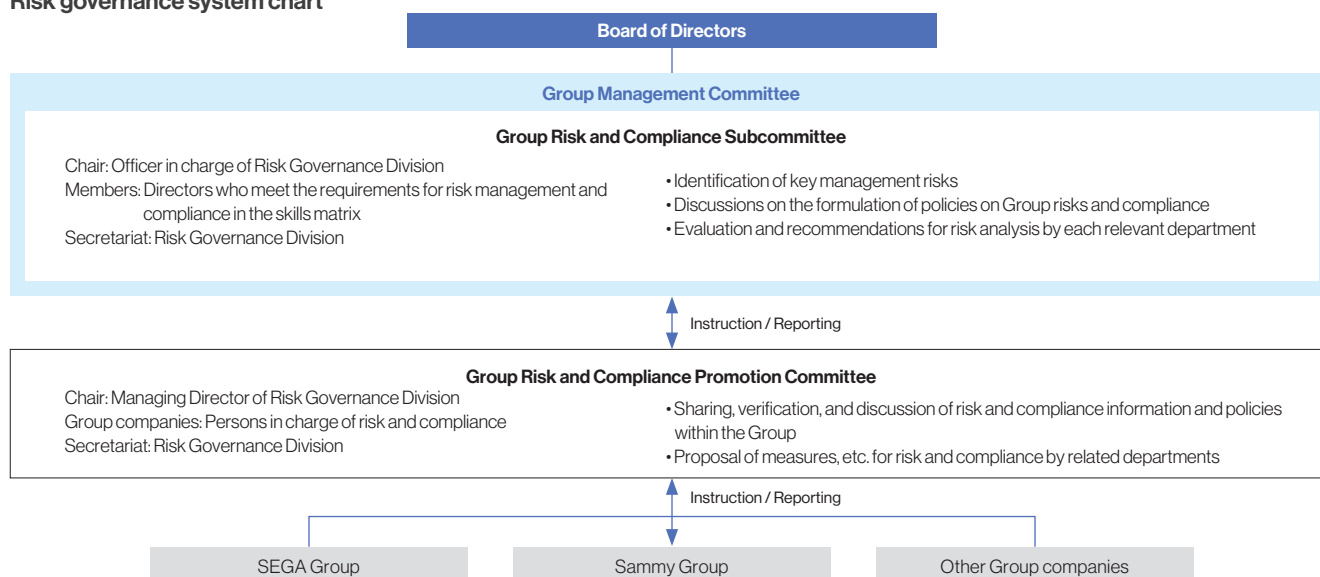 Risk governance system chart
Board of Directors
Group Management Committee
Group Risk and Compliance Subcommittee
Chair: Officer in charge of Risk Governance Division
Members: Directors who meet the requirements for risk management and
compliance in the skills matrix
Secretariat: Risk Governance Division
• Identification of key management risks
• Discussions on the formulation of policies on Group risks and compliance
• Evaluation and recommendations for risk analysis by each relevant department
Instruction / Reporting
Group Risk and Compliance Promotion Committee
Chair: Managing Director of Risk Governance Division
Group companies: Persons in charge of risk and compliance
Secretariat: Risk Governance Division
• Sharing, verification, and discussion of risk and compliance information and policies
within the Group
• Proposal of measures, etc. for risk and compliance by related departments
Instruction / Reporting
SEGA Group
Sammy Group
Other Group companies